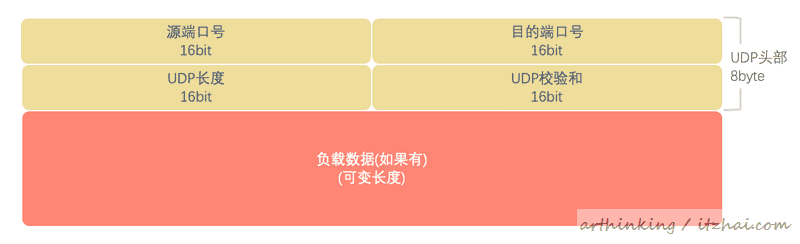 源端口号
16bit
目的端口号
16bit
UDP头部
8byte
UDP长度
16bit
UDP校验和
16bit
负载数据(如果有)
(可变长度)
arthinking / itzhai.com